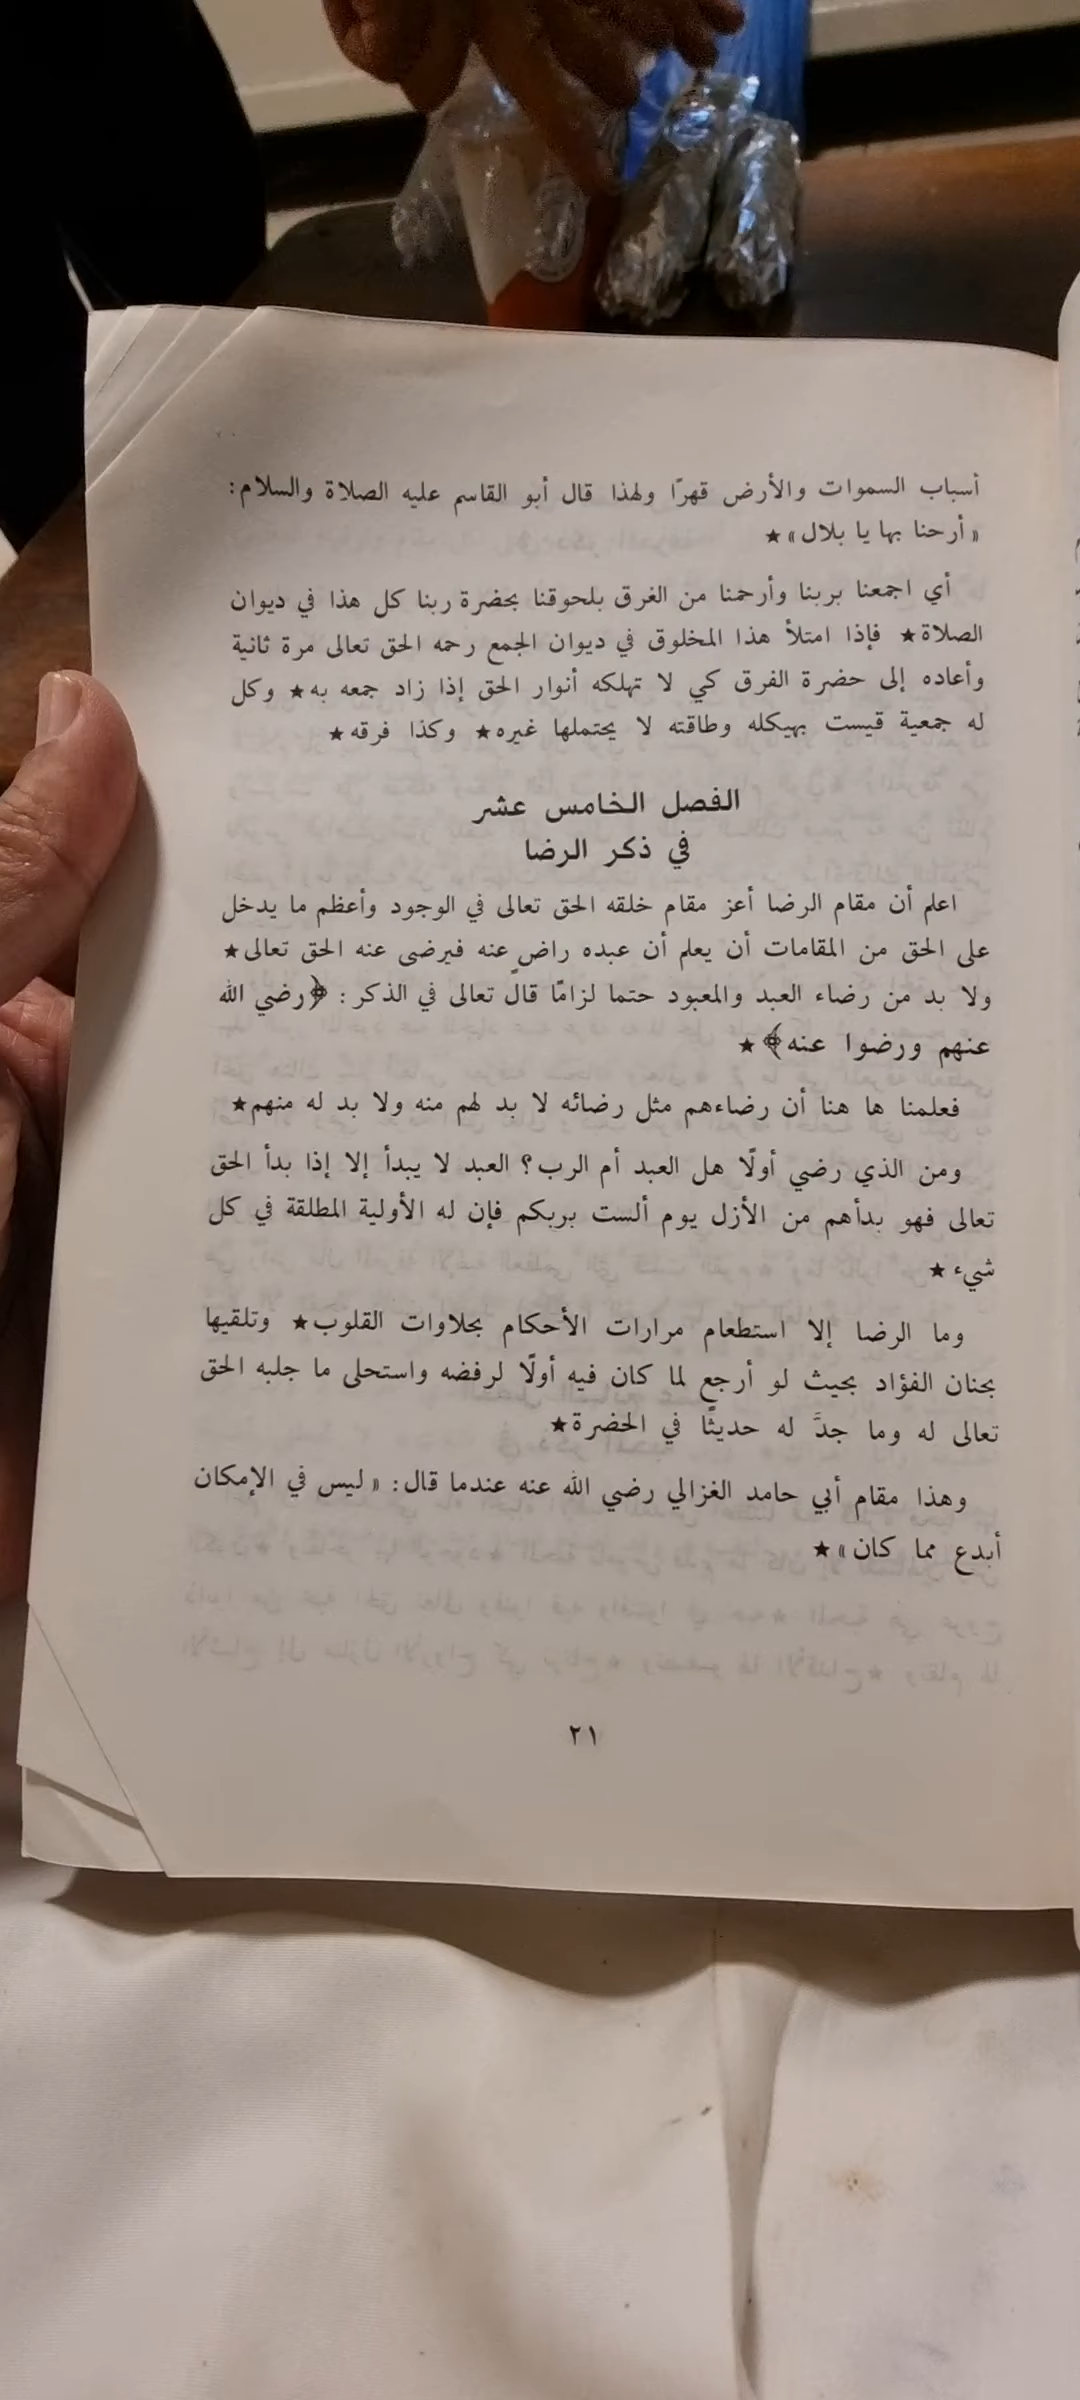 أسباب السموات والأرض قهرًا ولهذا قال أبو القاسم عليه الصلاة والسلام:
«أرحنا بها يا بلال» ★
أي اجمعنا بربنا وأرحمنا من الغرق بلحوقنا بحضرة ربنا كل هذا في ديوان
الصلاة★ فإذا امتلأ هذا المخلوق في ديوان الجمع رحمه الحق تعالى مرة ثانية
وأعاده إلى حضرة الفرق كي لا تهلكه أنوار الحق إذا زاد جمعه به★ وكل
له جمعية قيست بهيكله وطاقته لا يحتملها غيره★ وكذا فرقه★
الفصل الخامس عشر
في ذكر الرضا
اعلم أن مقام الرضا أعز مقام خلقه الحق تعالى في الوجود وأعظم ما يدخل
على الحق من المقامات أن يعلم أن عبده راضٍ عنه فيرضى عنه الحق تعالى★
ولا بد من رضاء العبد والمعبود حتما لزامًا قال تعالى في الذكر: ﴿رضي الله
عنهم ورضوا عنه﴾ ★
فعلمنا ها هنا أن رضاءهم مثل رضائه لا بد لهم منه ولا بد له منهم★
ومن الذي رضي أولًا هل العبد أم الرب؟ العبد لا يبدأ إلا إذا بدأ الحق
تعالى فهو بدأهم من الأزل يوم ألست بربكم فإن له الأولية المطلقة في كل
شيء ★
وما الرضا إلا استطعام مرارات الأحكام بحلاوات القلوب★ وتلقيها
بجنان الفؤاد بحيث لو أرجع لما كان فيه أولًا لرفضه واستحلى ما جلبه الحق
تعالى له وما جدَّ له حديثًا في الحضرة★
وهذا مقام أبي حامد الغزالي رضي الله عنه عندما قال: «ليس في الإمكان
أبدع مما كان» ★
٢١